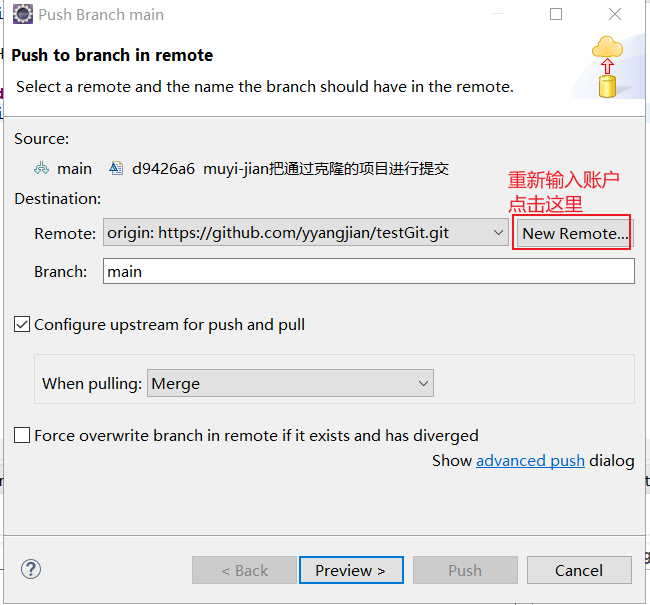 Push Branch main
Push to branch in remote
Select a remote and the name the branch should have in the remote.
Source:
main d9426a6 muyi-jian把通过克隆的项目进行提交
重新输入账户
点击这里
Destination:
Remote: origin: https://github.com/yyangjian/testGit.git New Remote...
Branch: main
Configure upstream for push and pull
When pulling: Merge
Force overwrite branch in remote if it exists and has diverged
Show advanced push dialog
? < Back Preview > Push Cancel